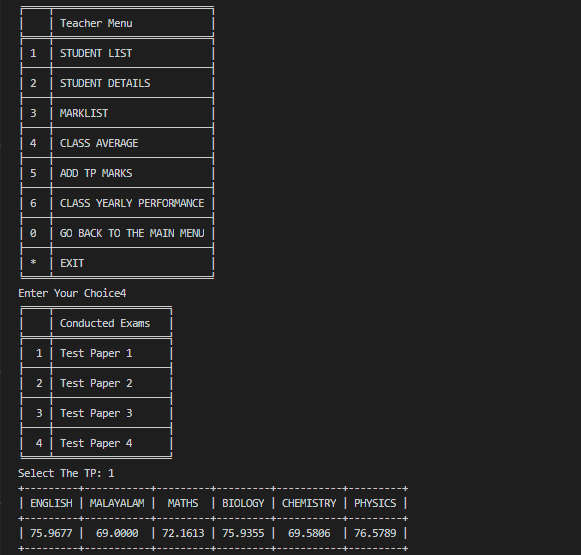 Teacher Menu
1 STUDENT LIST
2 STUDENT DETAILS
3 MARKLIST
4 CLASS AVERAGE
5 ADD TP MARKS
6 CLASS YEARLY PERFORMANCE
0 GO BACK TO THE MAIN MENU
* EXIT
Enter Your Choice4
Conducted Exams
1 Test Paper 1
2 Test Paper 2
3 Test Paper 3
4 Test Paper 4
Select The TP: 1
ENGLISH MALAYALAM MATHS BIOLOGY CHEMISTRY PHYSICS
75.9677 69.0000 72.1613 75.9355 69.5806 76.5789